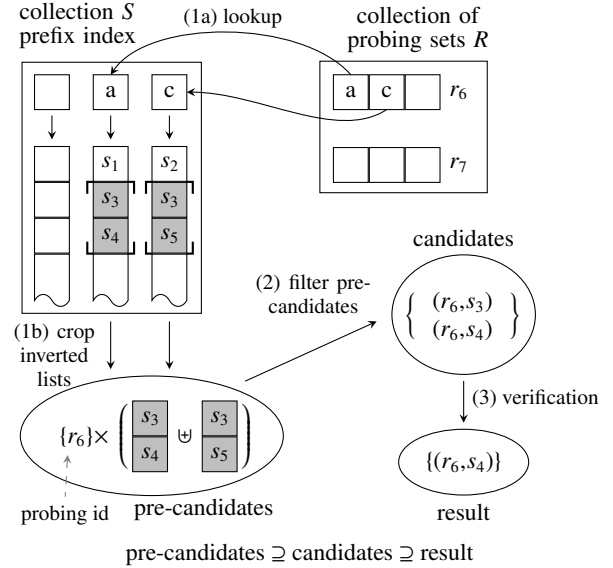 collection S
prefix index
(1a) lookup
collection of
probing sets R
a
c
a
c
r6
s1
s2
r7
s3
s3
s4
s5
candidates
(2) filter pre-
candidates
{ (r6,s3)
(r6,s4) }
(1b) crop
inverted
lists
(3) verification
{r6}× ( s3 ⊎ s3
s4 s5 )
{(r6,s4)}
probing id
pre-candidates
result
pre-candidates ⊇ candidates ⊇ result